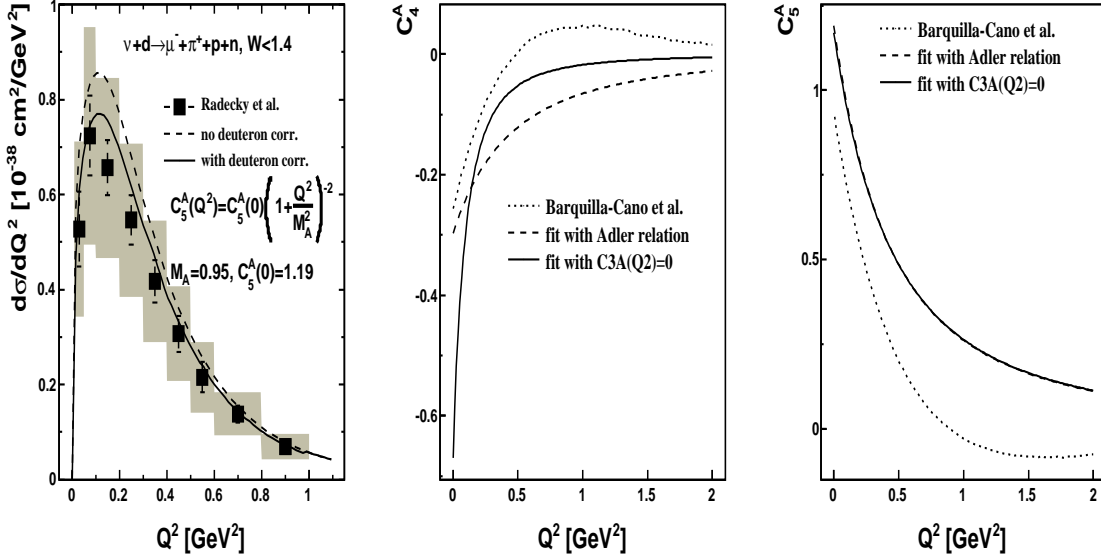 dσ/dQ² [10⁻³⁸ cm²/GeV²]
1
0.8
0.6
0.4
0.2
0
ν+d→μ⁻+π⁺+p+n, W<1.4
Radecky et al.
no deuteron corr.
with deuteron corr.
C₅ᴬ(Q²)=C₅ᴬ(0)(1+Q²/M_A²)⁻²
M_A=0.95, C₅ᴬ(0)=1.19
0 0.2 0.4 0.6 0.8 1
Q² [GeV²]
C₄ᴬ
0
-0.2
-0.4
-0.6
Barquilla-Cano et al.
fit with Adler relation
fit with C3A(Q2)=0
0 0.5 1 1.5 2
Q² [GeV²]
C₅ᴬ
1
5
0
Barquilla-Cano et al.
fit with Adler relation
fit with C3A(Q2)=0
0 0.5 1 1.5 2
Q² [GeV²]